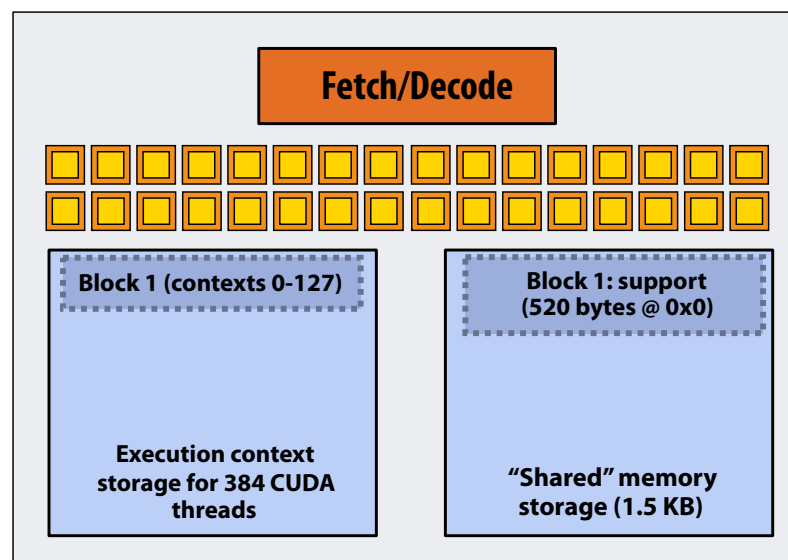 Fetch/Decode
Block 1 (contexts 0-127)
Block 1: support
(520 bytes @ 0x0)
Execution context
storage for 384 CUDA
threads
“Shared” memory
storage (1.5 KB)